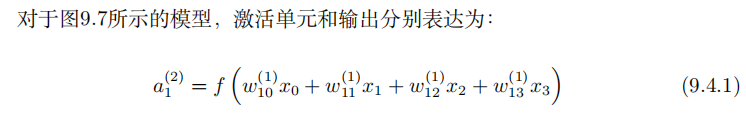 对于图9.7所示的模型，激活单元和输出分别表达为：
a_1^{(2)} = f ( w_{10}^{(1)} x_0 + w_{11}^{(1)} x_1 + w_{12}^{(1)} x_2 + w_{13}^{(1)} x_3 ) (9.4.1)